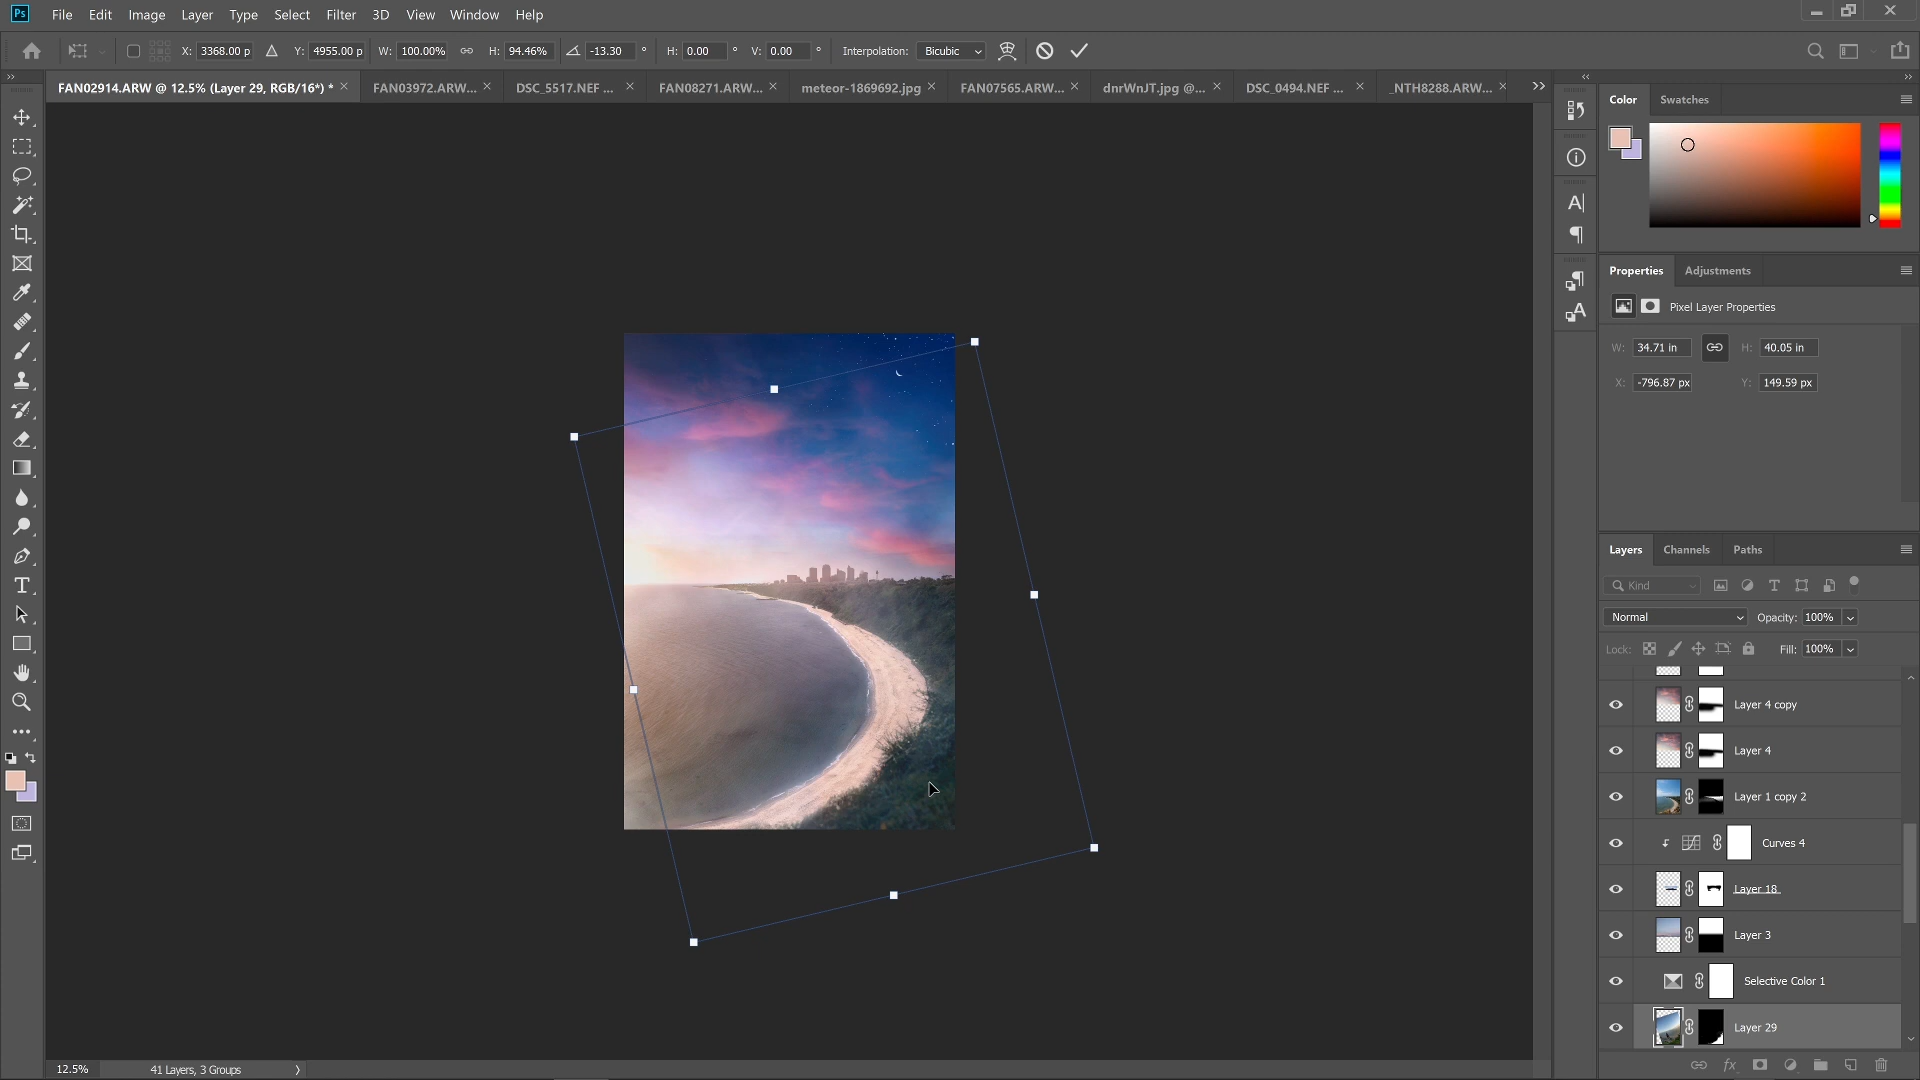 Ps File Edit Image Layer Type Select Filter 3D View Window Help
X: 3368.00 p Y: 4955.00 p W: 100.00% H: 94.46% -13.30 ° H: 0.00 ° V: 0.00 ° Interpolation: Bicubic
FAN02914.ARW @ 12.5% (Layer 29, RGB/16*) * FAN03972.ARW... DSC_5517.NEF ... FAN08271.ARW... meteor-1869692.jpg FAN07565.ARW... dnrWnJT.jpg @... DSC_0494.NEF ... _NTH8288.ARW...
Color Swatches
Properties Adjustments
Pixel Layer Properties
W: 34.71 in H: 40.05 in
X: -796.87 px Y: 149.59 px
Layers Channels Paths
Kind
Normal Opacity: 100%
Lock: Fill: 100%
Layer 4 copy
Layer 4
Layer 1 copy 2
Curves 4
Layer 18
Layer 3
Selective Color 1
Layer 29
fx
12.5% 41 Layers, 3 Groups